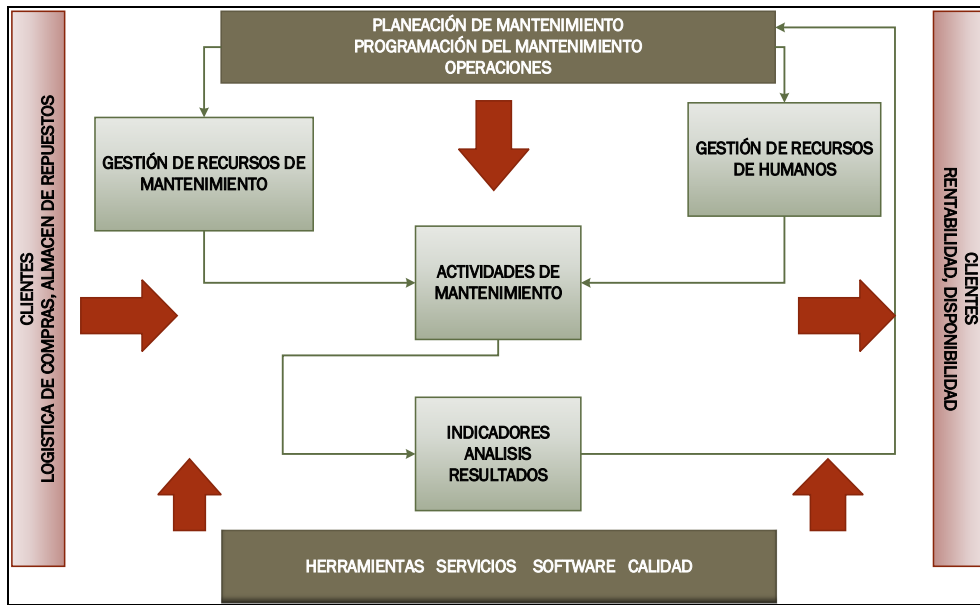 PLANEACIÓN DE MANTENIMIENTO
PROGRAMACIÓN DEL MANTENIMIENTO
OPERACIONES
CLIENTES
LOGISTICA DE COMPRAS, ALMACEN DE REPUESTOS
GESTIÓN DE RECURSOS DE
MANTENIMIENTO
GESTIÓN DE RECURSOS
DE HUMANOS
ACTIVIDADES DE
MANTENIMIENTO
INDICADORES
ANALISIS
RESULTADOS
CLIENTES
RENTABILIDAD, DISPONIBILIDAD
HERRAMIENTAS SERVICIOS SOFTWARE CALIDAD